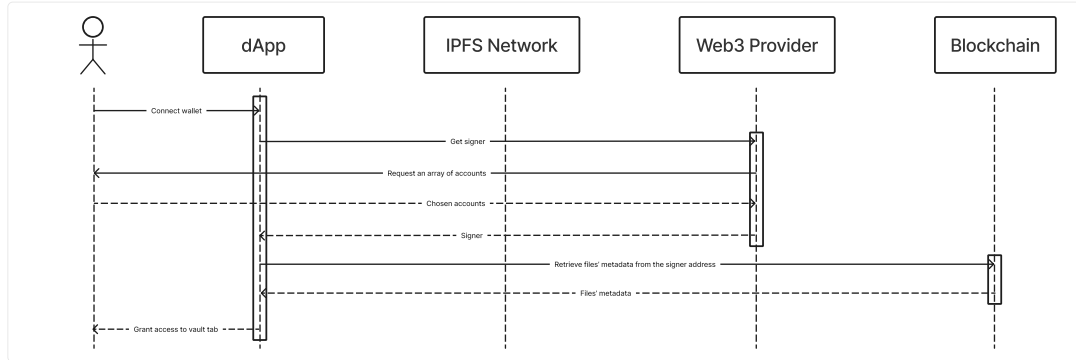 dApp
IPFS Network
Web3 Provider
Blockchain
Connect wallet
Get signer
Request an array of accounts
Chosen accounts
Signer
Retrieve files' metadata from the signer address
Files' metadata
Grant access to vault tab